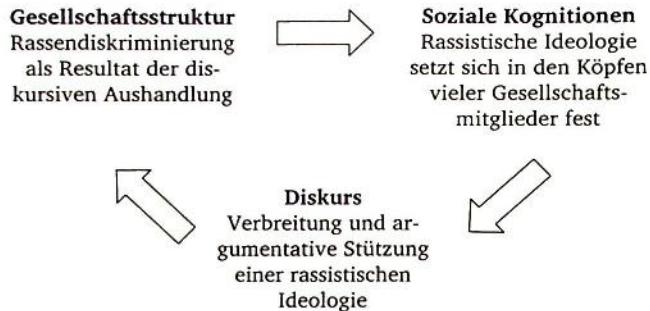 Gesellschaftsstruktur
Rassendiskriminierung
als Resultat der dis-
kursiven Aushandlung
Soziale Kognitionen
Rassistische Ideologie
setzt sich in den Köpfen
vieler Gesellschafts-
mitglieder fest
Diskurs
Verbreitung und ar-
gumentative Stützung
einer rassistischen
Ideologie